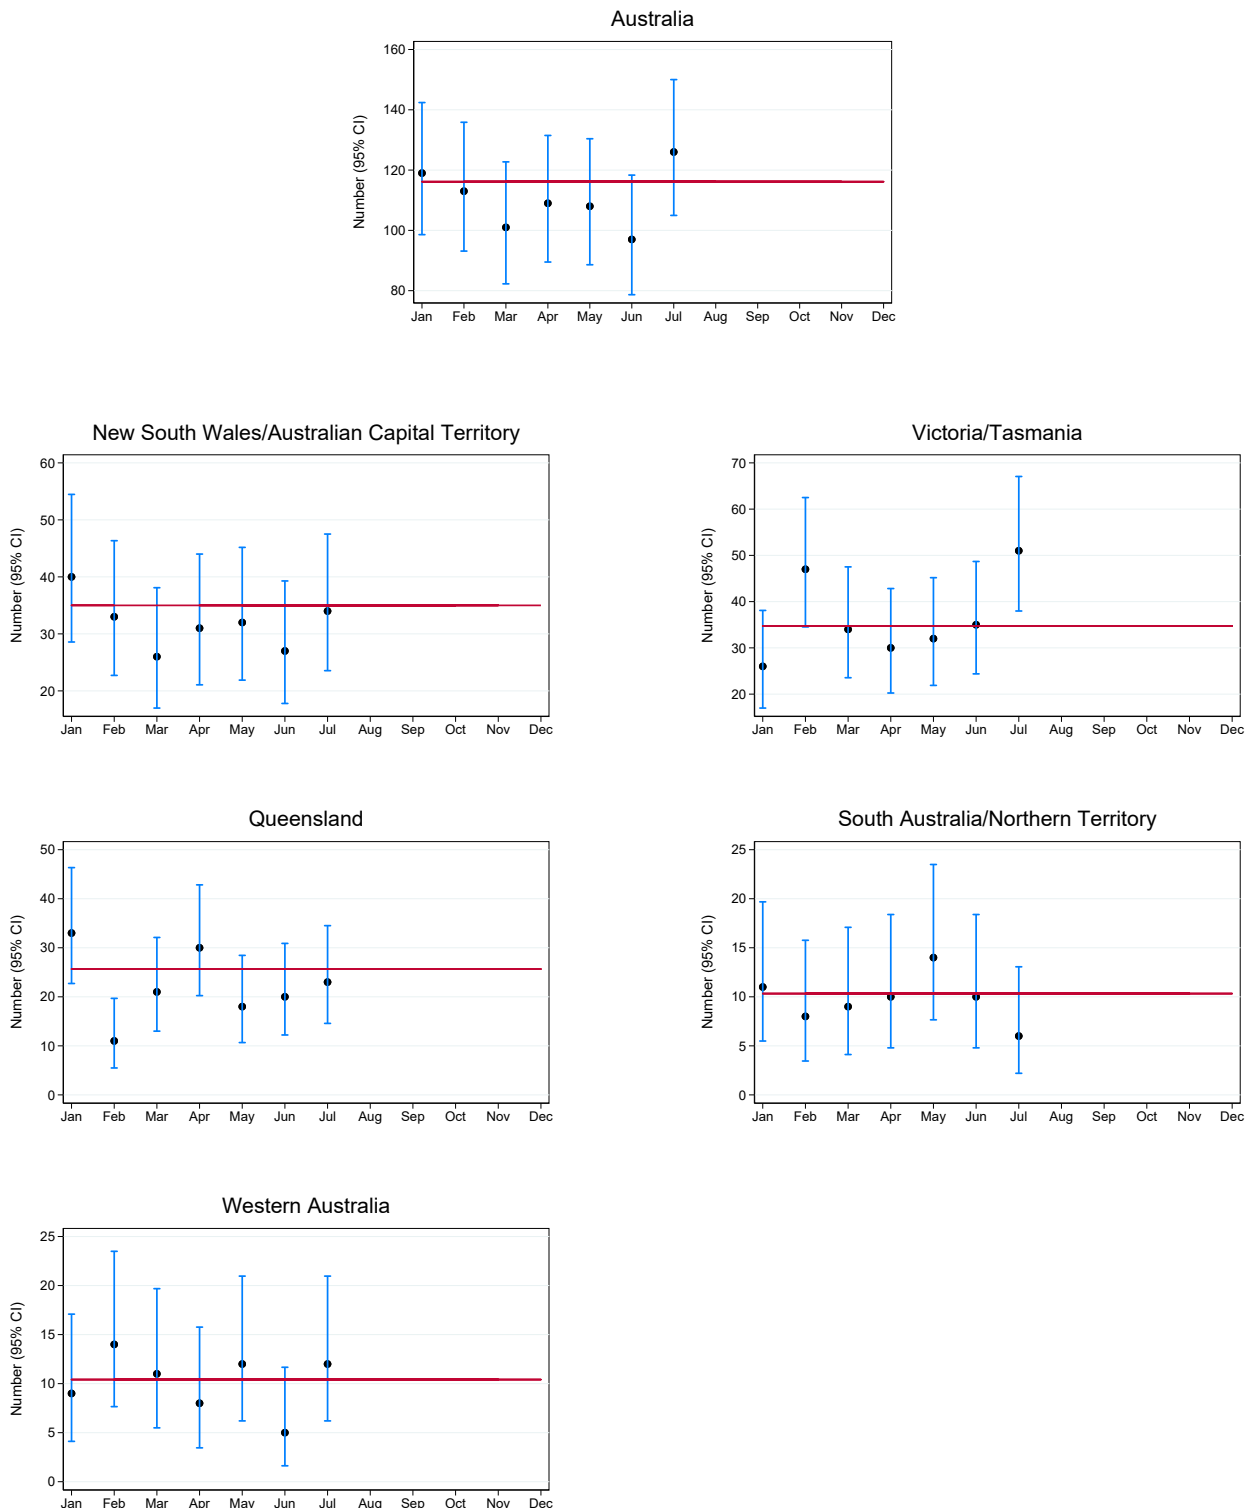 Australia
Number (95% CI)
160
140
120
100
80
Jan Feb Mar Apr May Jun Jul Aug Sep Oct Nov Dec
New South Wales/Australian Capital Territory
Number (95% CI)
60
50
40
30
20
Jan Feb Mar Apr May Jun Jul Aug Sep Oct Nov Dec
Victoria/Tasmania
Number (95% CI)
70
60
50
40
30
20
Jan Feb Mar Apr May Jun Jul Aug Sep Oct Nov Dec
Queensland
Number (95% CI)
50
40
30
20
10
0
Jan Feb Mar Apr May Jun Jul Aug Sep Oct Nov Dec
South Australia/Northern Territory
Number (95% CI)
25
20
15
10
5
0
Jan Feb Mar Apr May Jun Jul Aug Sep Oct Nov Dec
Western Australia
Number (95% CI)
25
20
15
10
5
0
Jan Feb Mar Apr May Jun Jul Aug Sep Oct Nov Dec